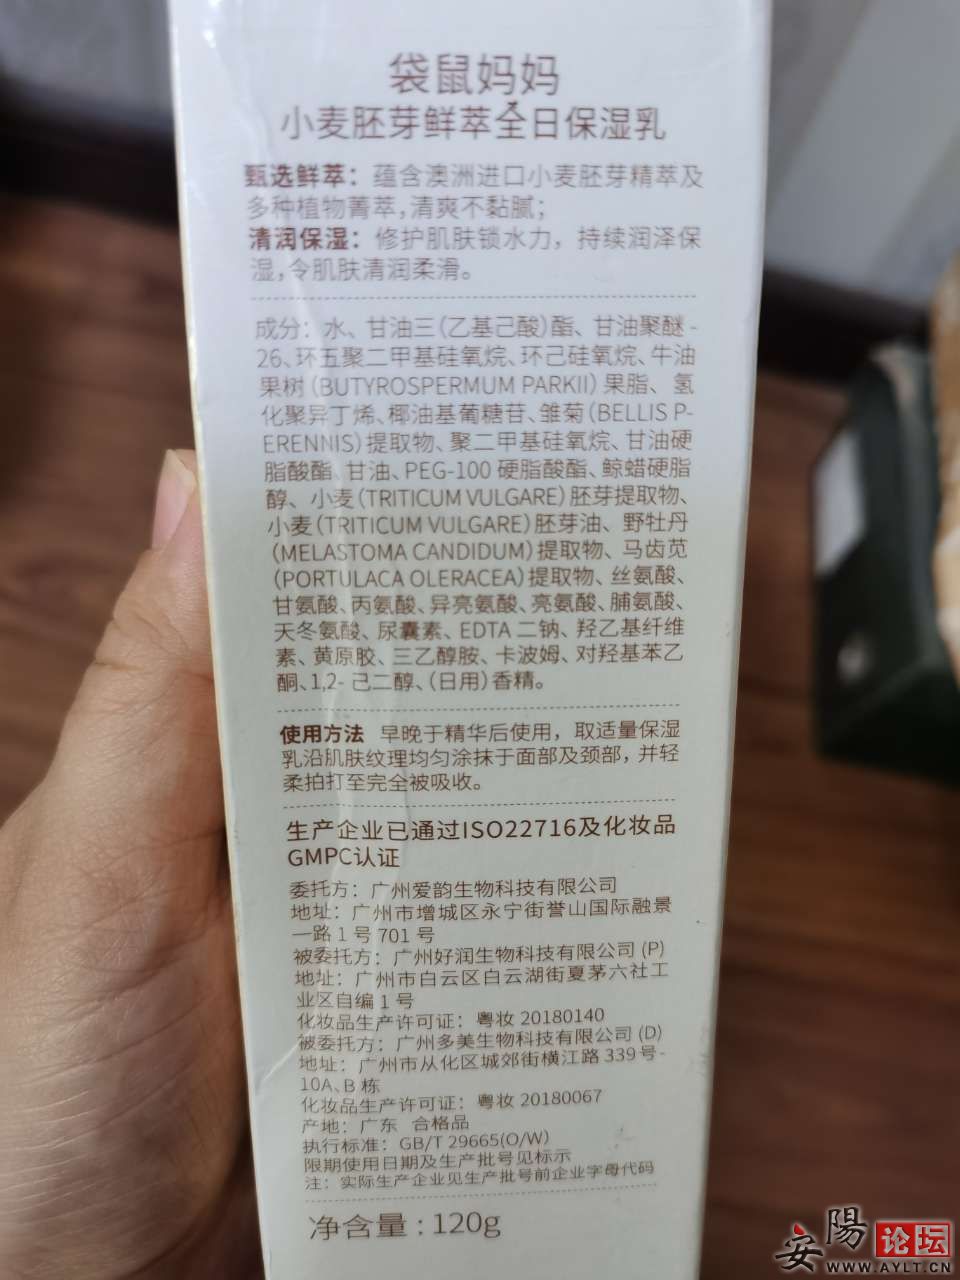 袋鼠妈妈
小麦胚芽鲜萃全日保湿乳
甄选鲜萃：蕴含澳洲进口小麦胚芽精萃及
多种植物菁萃，清爽不黏腻；
清润保湿：修护肌肤锁水力，持续润泽保
湿，令肌肤清润柔滑。
成分：水、甘油三（乙基己酸）酯、甘油聚醚-
26、环五聚二甲基硅氧烷、环己硅氧烷、牛油
果树（BUTYROSPERMUM PARKII）果脂、氢
化聚异丁烯、椰油基葡糖苷、雏菊（BELLIS P-
ERENNIS）提取物、聚二甲基硅氧烷、甘油硬
脂酸酯、甘油、PEG-100 硬脂酸酯、鲸蜡硬脂
醇、小麦（TRITICUM VULGARE）胚芽提取物、
小麦（TRITICUM VULGARE）胚芽油、野牡丹
（MELASTOMA CANDIDUM）提取物、马齿苋
（PORTULACA OLERACEA）提取物、丝氨酸、
甘氨酸、丙氨酸、异亮氨酸、亮氨酸、脯氨酸、
天冬氨酸、尿囊素、EDTA 二钠、羟乙基纤维
素、黄原胶、三乙醇胺、卡波姆、对羟基苯乙
酮、1,2- 己二醇、（日用）香精。
使用方法 早晚于精华后使用，取适量保湿
乳沿肌肤纹理均匀涂抹于面部及颈部，并轻
柔拍打至完全被吸收。
生产企业已通过ISO22716及化妆品
GMPC认证
委托方：广州爱韵生物科技有限公司
地址：广州市增城区永宁街誉山国际融景
一路 1 号 701 号
被委托方：广州好润生物科技有限公司 (P)
地址：广州市白云区白云湖街夏茅六社工
业区自编 1 号
化妆品生产许可证：粤妆 20180140
被委托方：广州多美生物科技有限公司 (D)
地址：广州市从化区城郊街横江路 339 号-
10A、B 栋
化妆品生产许可证：粤妆 20180067
产地：广东 合格品
执行标准：GB/T 29665(O/W)
限期使用日期及生产批号见标示
注：实际生产企业见生产批号前企业字母代码
净含量：120g
安陽论坛
WWW.AYLT.CN